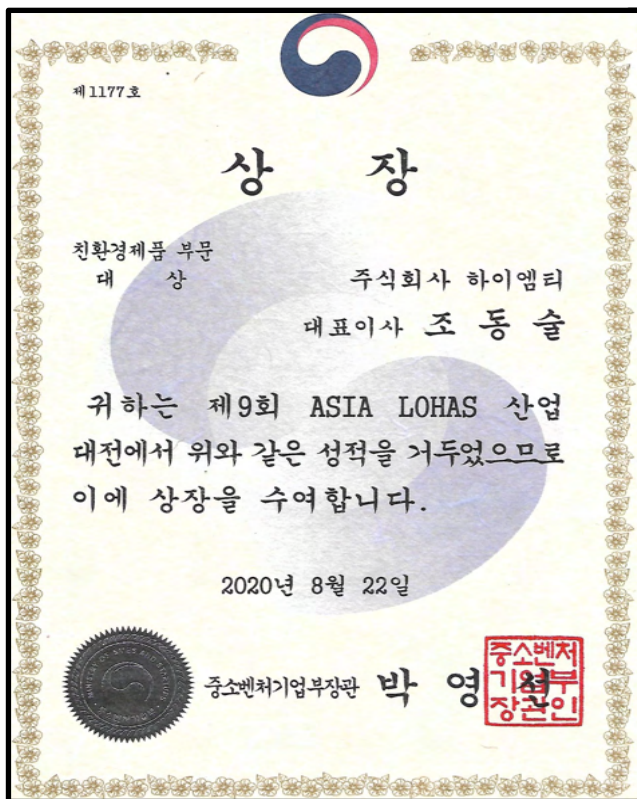 제1177호
상 장
친환경제품 부문
대 상
주식회사 하이엠티
대표이사 조동술
귀하는 제9회 ASIA LOHAS 산업
대전에서 위와 같은 성적을 거두었으므로
이에 상장을 수여합니다.
2020년 8월 22일
중소벤처기업부장관 박영선
중소벤처
기업부
장관인